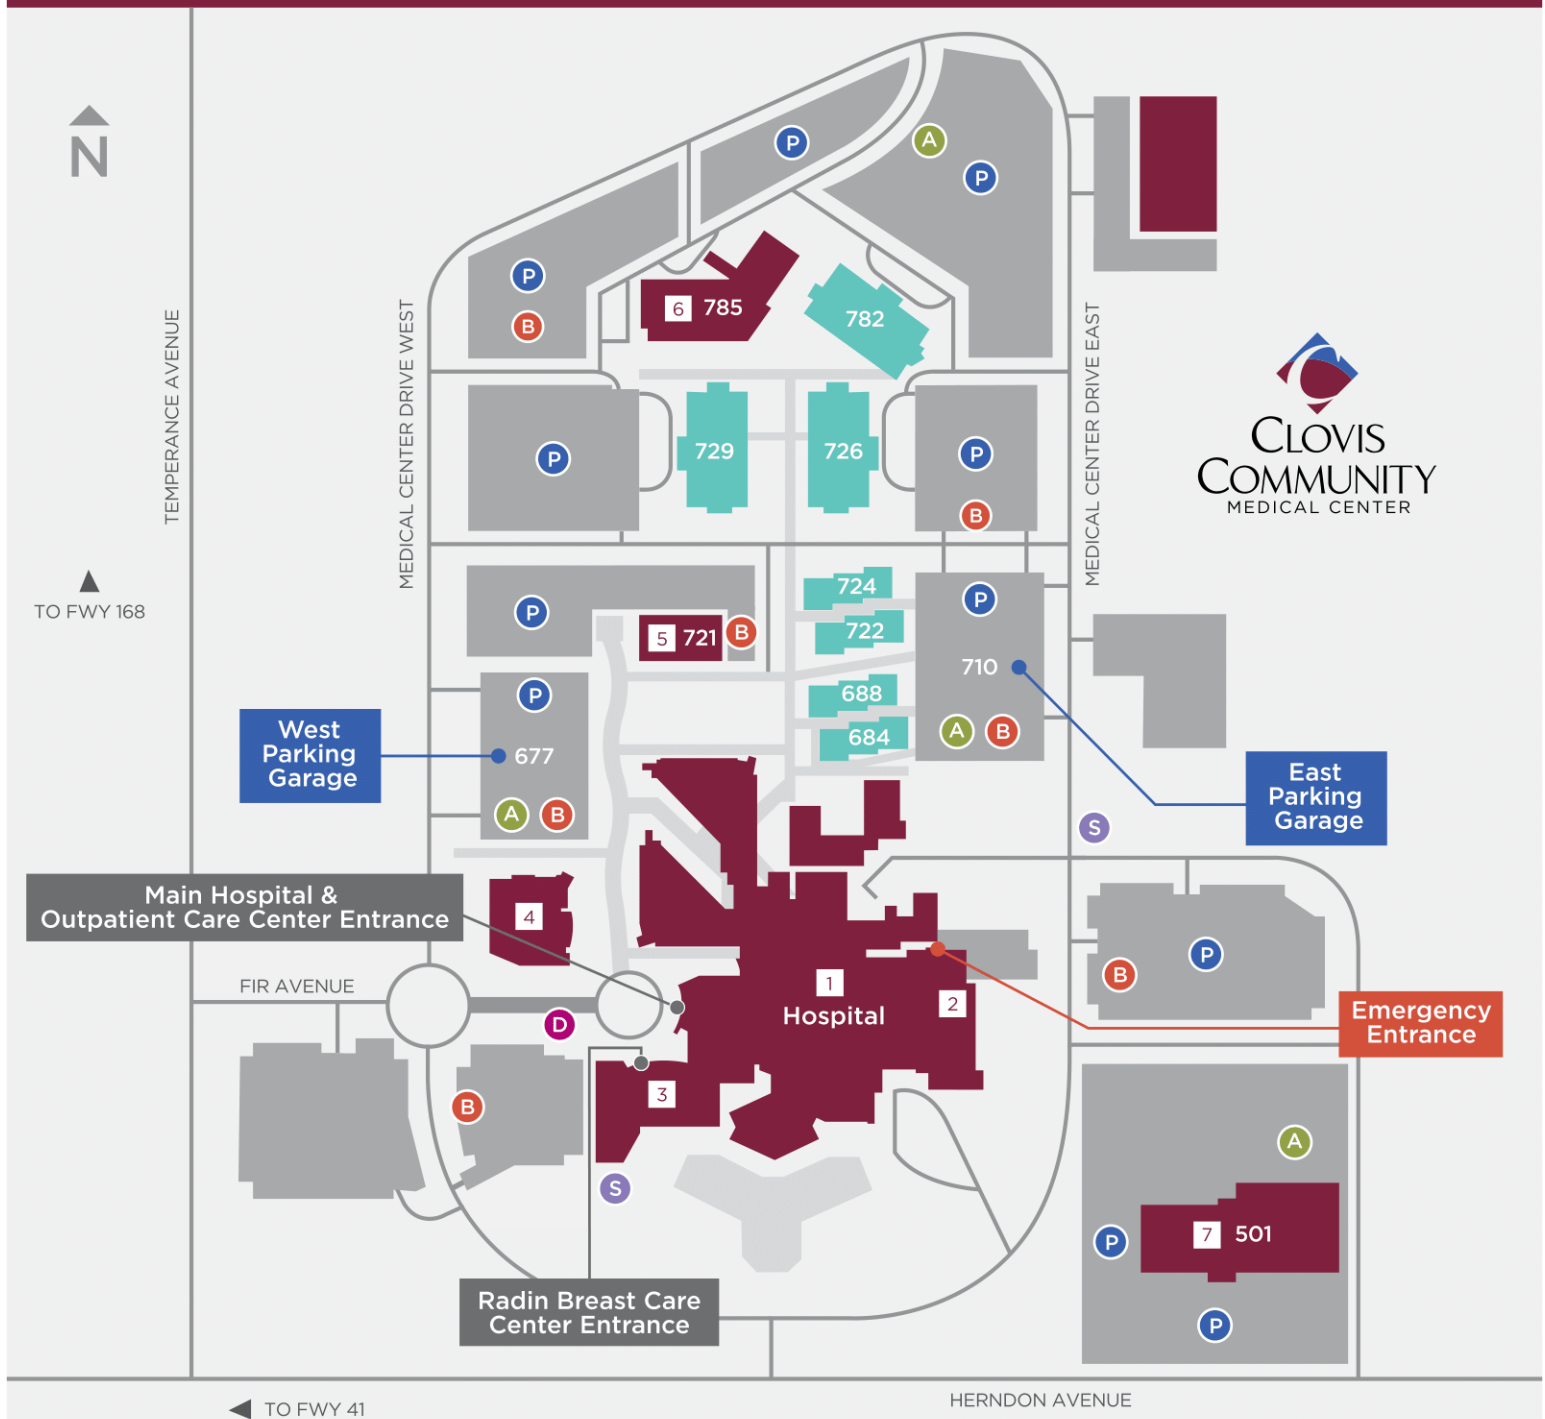 N
TEMPERANCE AVENUE
TO FWY 168
MEDICAL CENTER DRIVE WEST
MEDICAL CENTER DRIVE EAST
CLOVIS
COMMUNITY
MEDICAL CENTER
P
A
P
P
B
6 785
782
P
729
726
P
B
P
5 721
B
724
722
P
710
688
684
A B
P
677
A B
West
Parking
Garage
East
Parking
Garage
S
Main Hospital &
Outpatient Care Center Entrance
4
1
Hospital
2
P
B
FIR AVENUE
D
Emergency
Entrance
B
3
S
A
P
7 501
P
Radin Breast Care
Center Entrance
HERNDON AVENUE
TO FWY 41